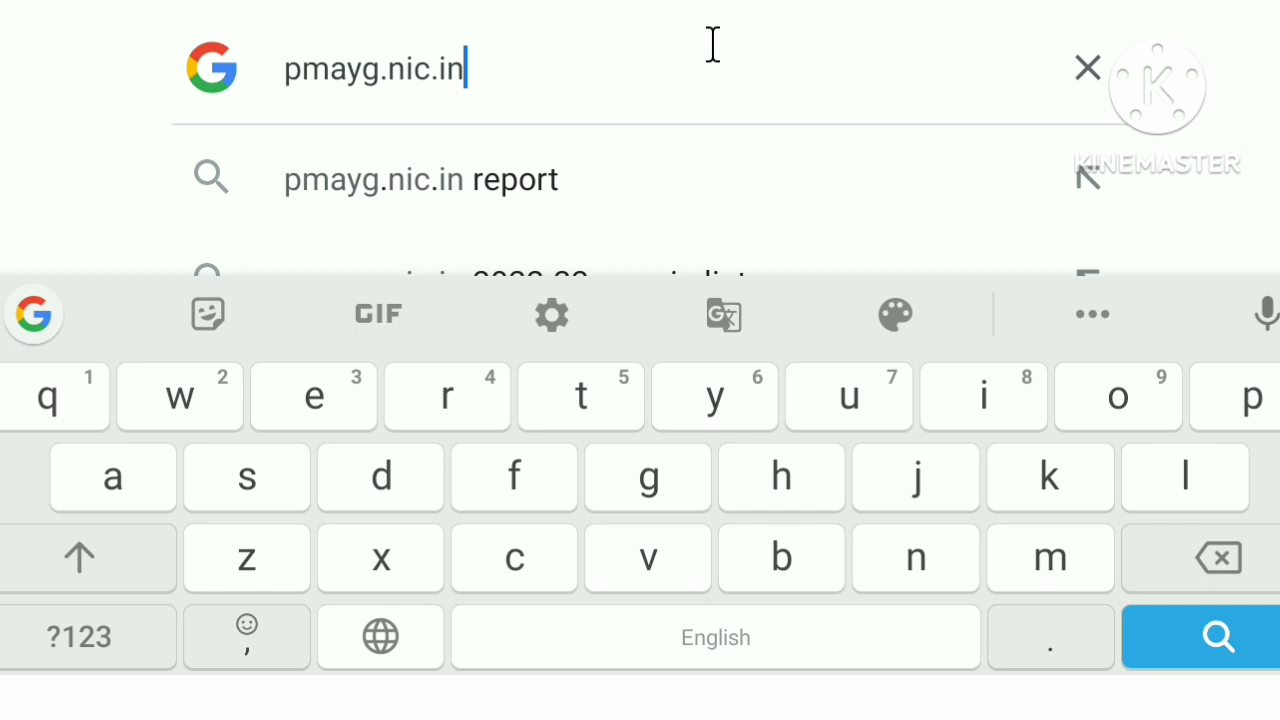 pmayg.nic.in
KINEMASTER
pmayg.nic.in report
GIF
q 1 w 2 e 3 r 4 t 5 y 6 u 7 i 8 o 9 p
a s d f g h j k l
z x c v b n m
?123 , English .